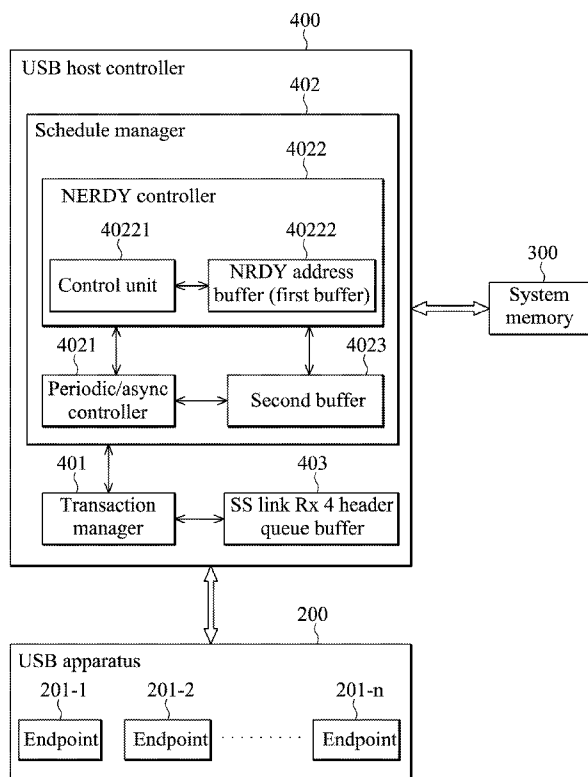 400
USB host controller
402
Schedule manager
4022
NERDY controller
40221
40222
Control unit
NRDY address
buffer (first buffer)
300
System
memory
4021
4023
Periodic/async
controller
Second buffer
401
403
Transaction
manager
SS link Rx 4 header
queue buffer
200
USB apparatus
201-1
201-2
201-n
Endpoint
Endpoint
Endpoint